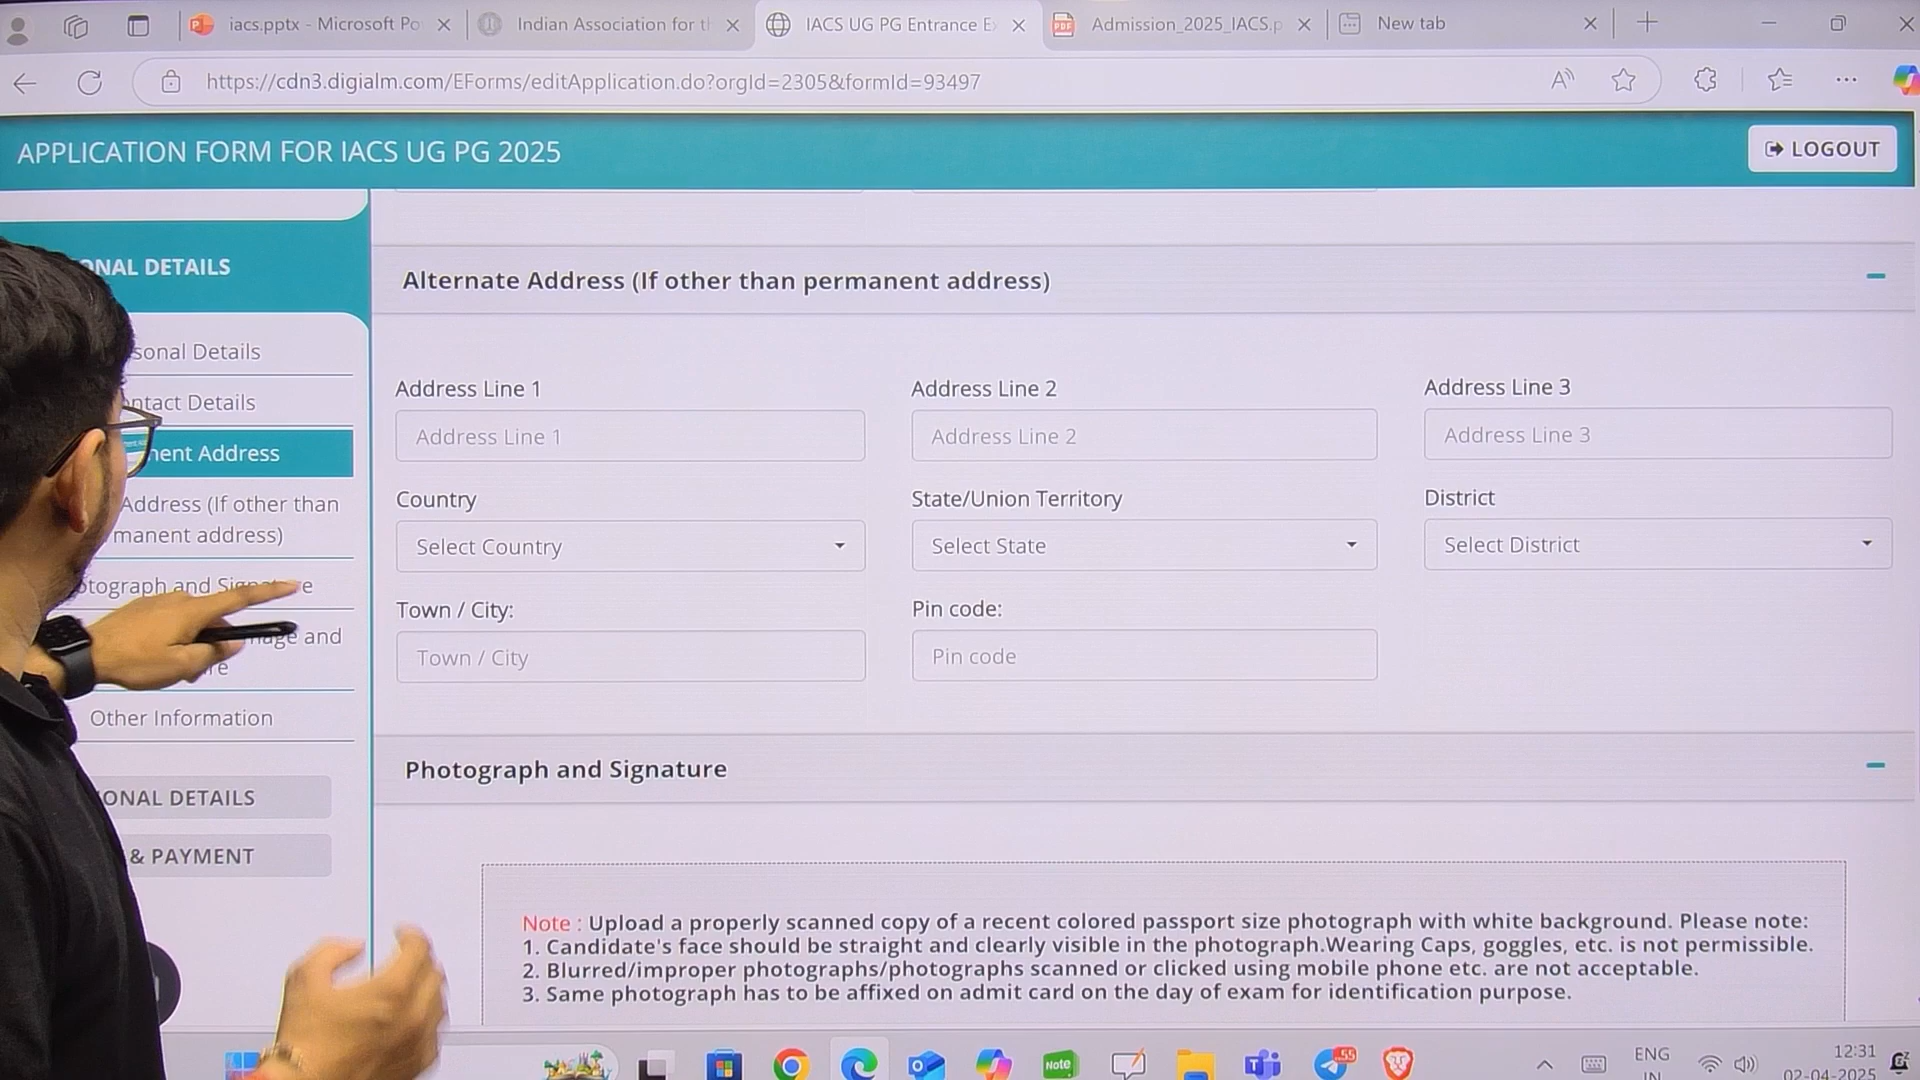 iacs.pptx - Microsoft Po
Indian Association for t
IACS UG PG Entrance E
Admission_2025_IACS.p
New tab
https://cdn3.digialm.com/EForms/editApplication.do?orgId=2305&formId=93497
APPLICATION FORM FOR IACS UG PG 2025
LOGOUT
ONAL DETAILS
sonal Details
ntact Details
nent Address
Address (If other than
manent address)
tograph and Signature
mage and
re
Other Information
ONAL DETAILS
& PAYMENT
Alternate Address (If other than permanent address)
Address Line 1
Address Line 2
Address Line 3
Address Line 1
Address Line 2
Address Line 3
Country
State/Union Territory
District
Select Country
Select State
Select District
Town / City:
Pin code:
Town / City
Pin code
Photograph and Signature
Note : Upload a properly scanned copy of a recent colored passport size photograph with white background. Please note:
1. Candidate's face should be straight and clearly visible in the photograph.Wearing Caps, goggles, etc. is not permissible.
2. Blurred/improper photographs/photographs scanned or clicked using mobile phone etc. are not acceptable.
3. Same photograph has to be affixed on admit card on the day of exam for identification purpose.
Note
55
ENG
IN
12:31
02-04-2025